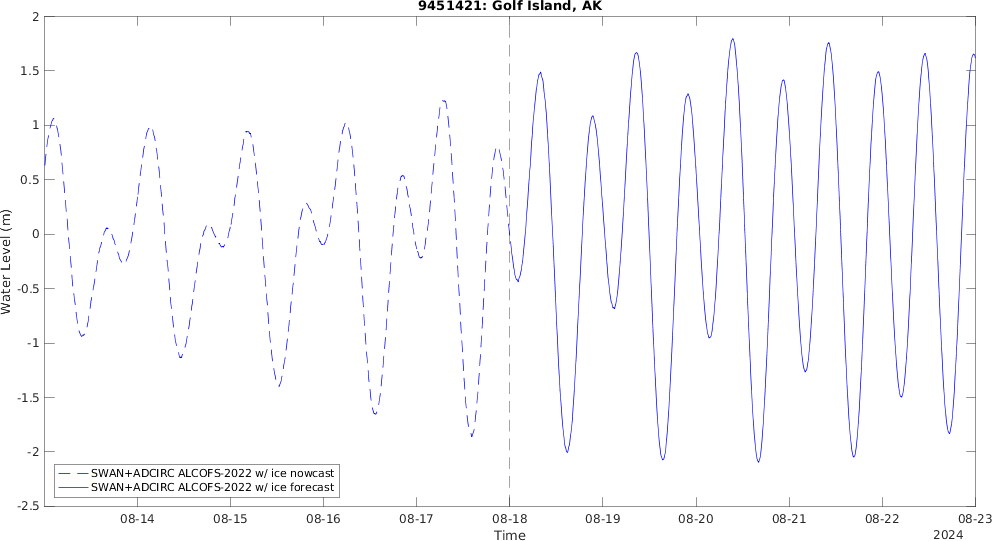 9451421: Golf Island, AK
Water Level (m)
2
1.5
1
0.5
0
-0.5
-1
-1.5
-2
-2.5
SWAN+ADCIRC ALCOFS-2022 w/ ice nowcast
SWAN+ADCIRC ALCOFS-2022 w/ ice forecast
08-14 08-15 08-16 08-17 08-18 08-19 08-20 08-21 08-22 08-23
Time
2024